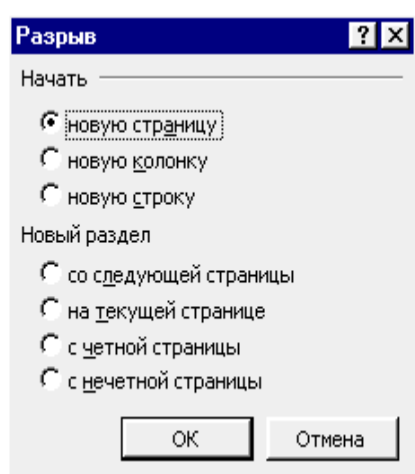 Разрыв
Начать
новую страницу
новую колонку
новую строку
Новый раздел
со следующей страницы
на текущей странице
с четной страницы
с нечетной страницы
ОК Отмена